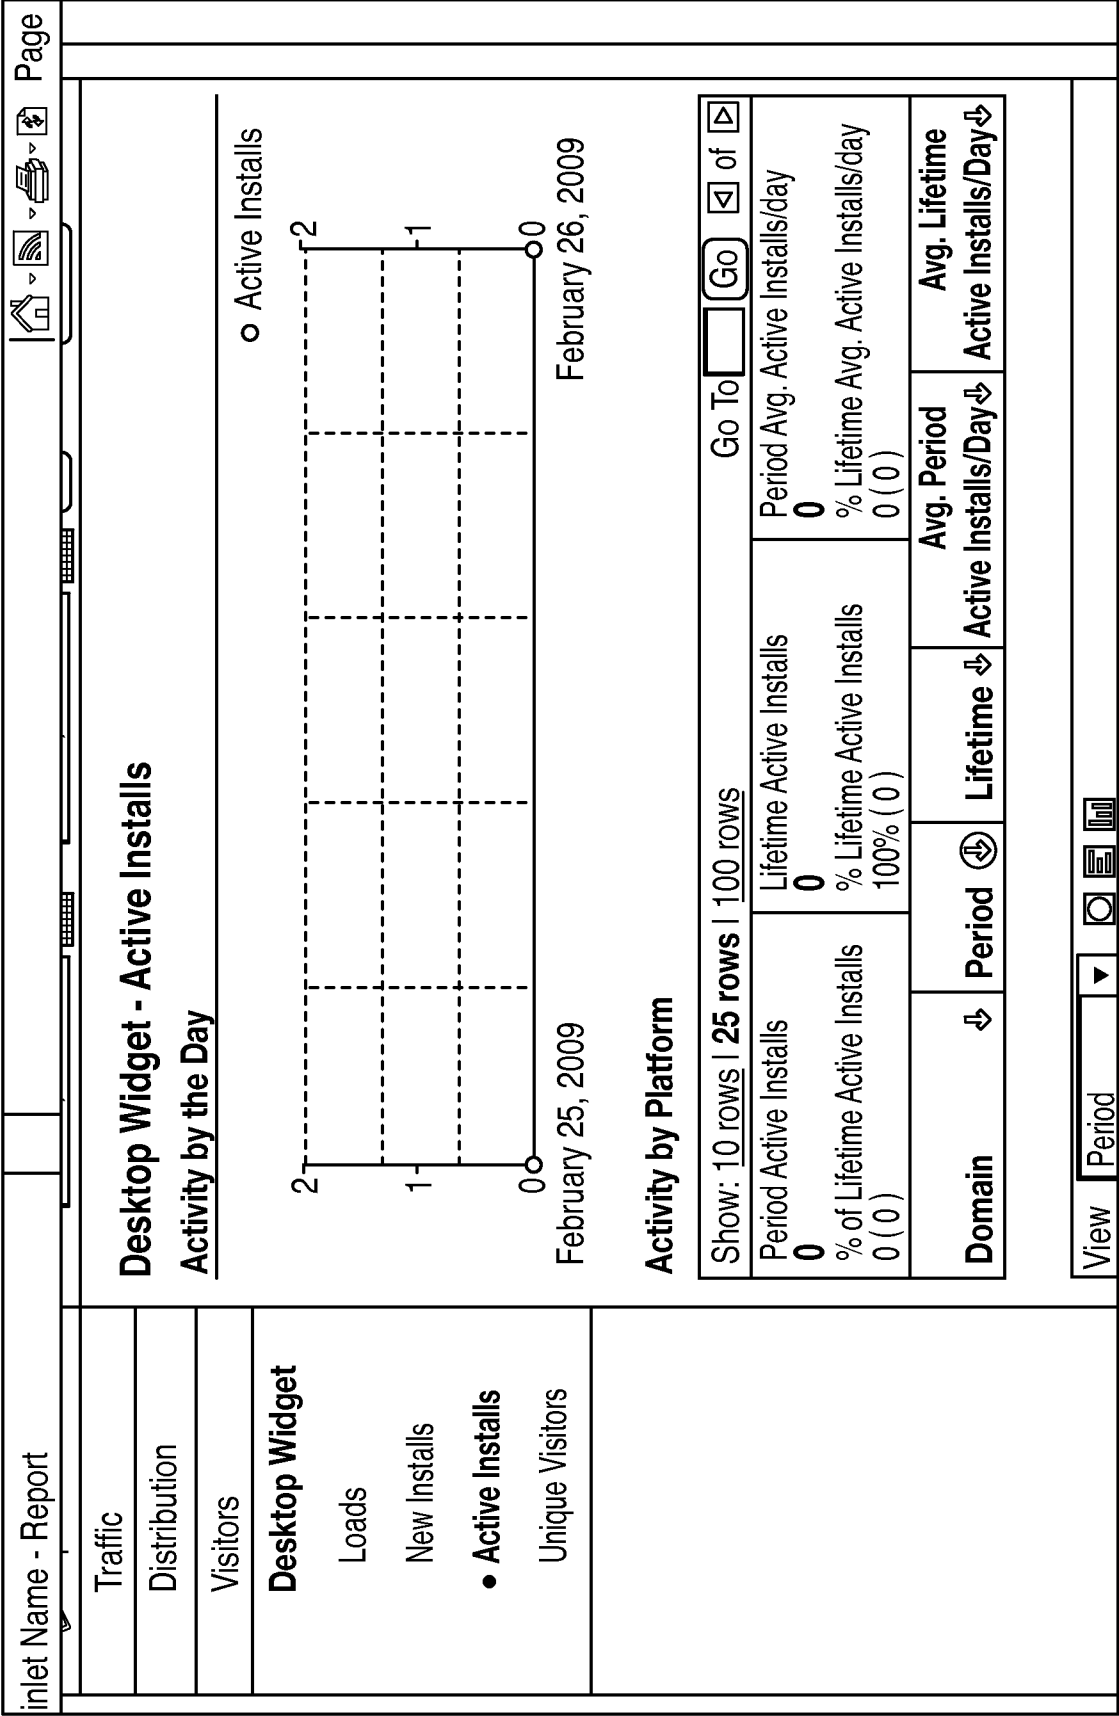 inlet Name - Report
Page
Traffic
Distribution
Visitors
Desktop Widget
Loads
New Installs
• Active Installs
Unique Visitors
Desktop Widget - Active Installs
Activity by the Day
Active Installs
2
2
1
1
0
0
February 25, 2009
February 26, 2009
Activity by Platform
Show: 10 rows | 25 rows | 100 rows
Go To
Go
of
Period Active Installs
0
% of Lifetime Active Installs
0 ( 0 )
Lifetime Active Installs
0
% Lifetime Active Installs
100% ( 0 )
Period Avg. Active Installs/day
0
% Lifetime Avg. Active Installs/day
0 ( 0 )
Domain
Period
Lifetime
Avg. Period
Active Installs/Day
Avg. Lifetime
Active Installs/Day
View
Period